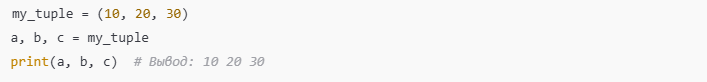 my_tuple = (10, 20, 30)
a, b, c = my_tuple
print(a, b, c)  # Вывод: 10 20 30